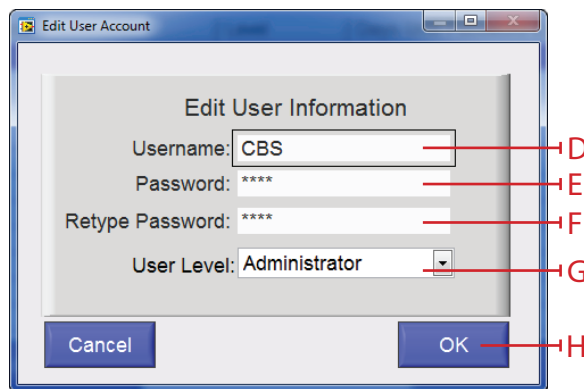 Edit User Account
Edit User Information
Username: CBS D
Password: **** E
Retype Password: **** F
User Level: Administrator G
Cancel OK H